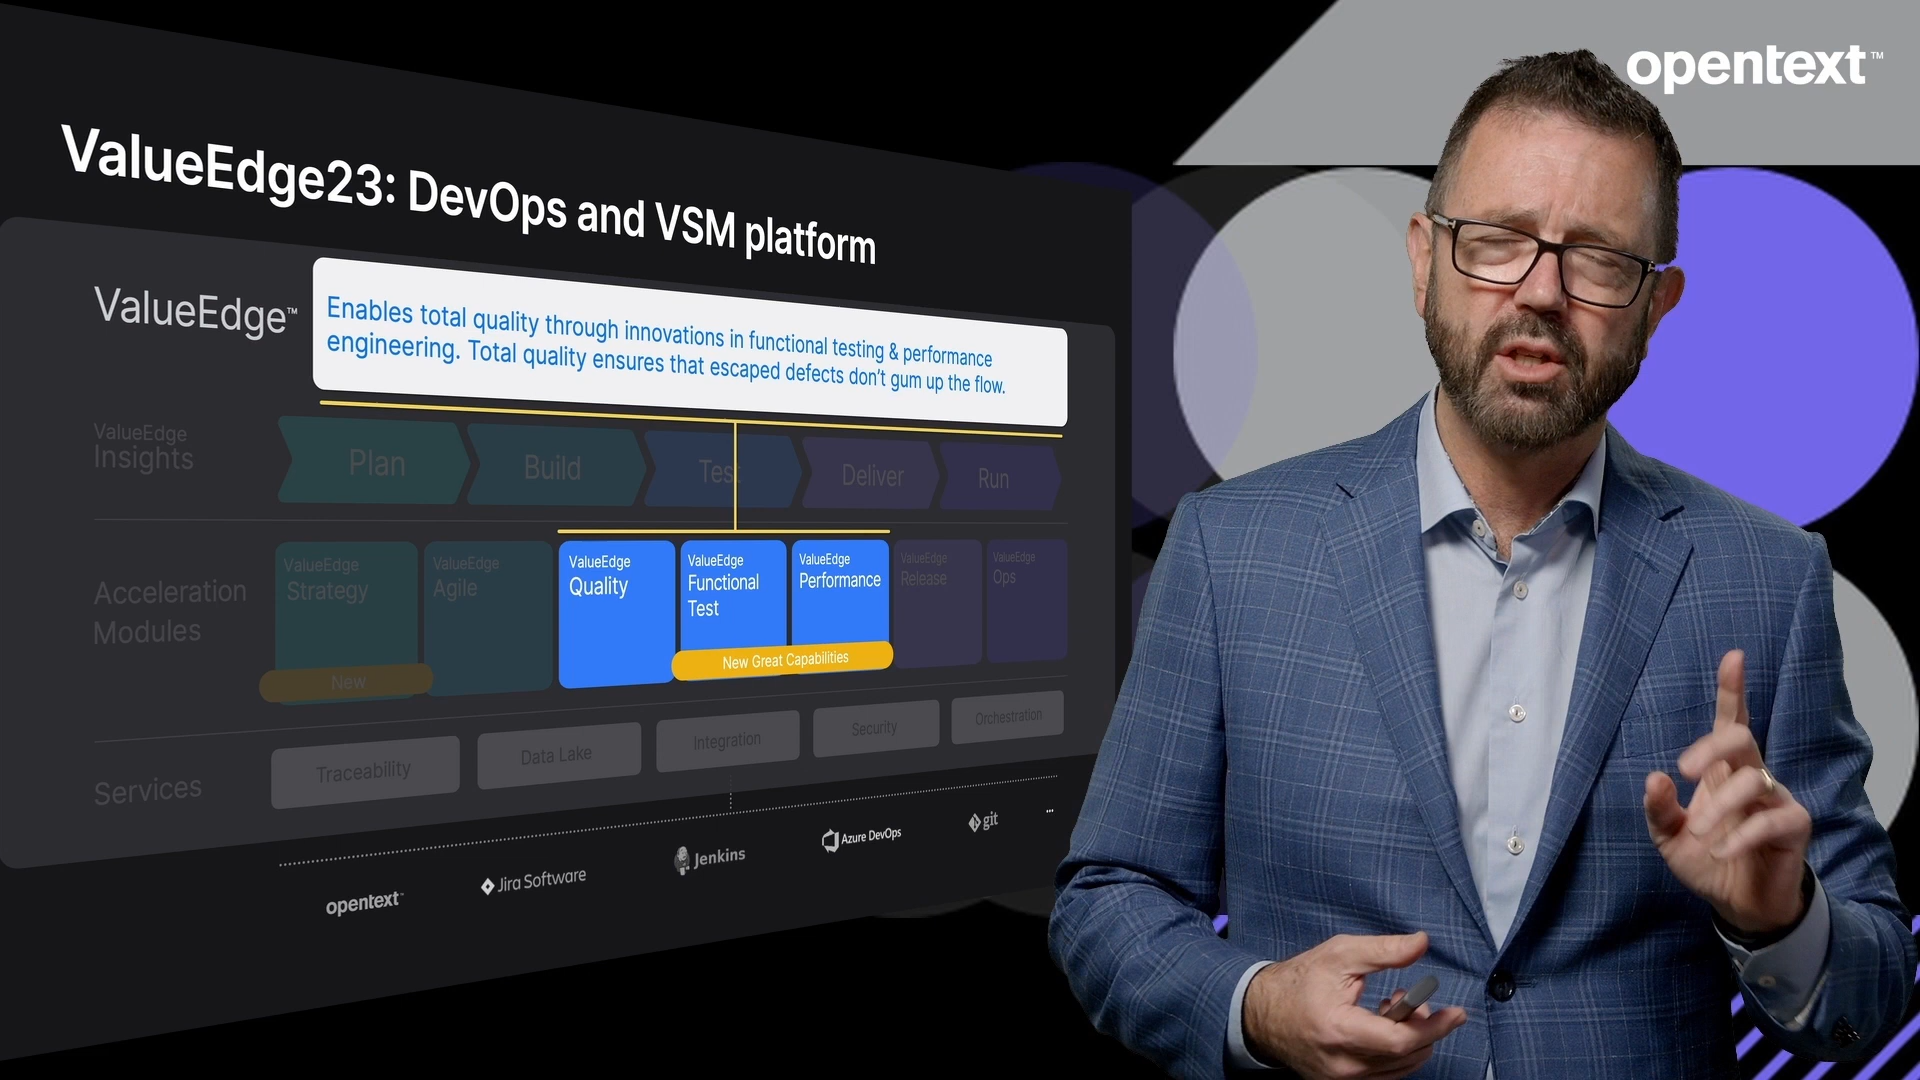 opentext™
ValueEdge23: DevOps and VSM platform
ValueEdge™
Enables total quality through innovations in functional testing & performance
engineering. Total quality ensures that escaped defects don't gum up the flow.
ValueEdge
Insights
Plan
Build
Test
Deliver
Run
Acceleration
Modules
ValueEdge
Strategy
New
ValueEdge
Agile
ValueEdge
Quality
ValueEdge
Functional
Test
ValueEdge
Performance
New Great Capabilities
ValueEdge
Release
ValueEdge
Ops
Services
Traceability
Data Lake
Integration
Security
Orchestration
opentext™
Jira Software
Jenkins
Azure DevOps
git
...